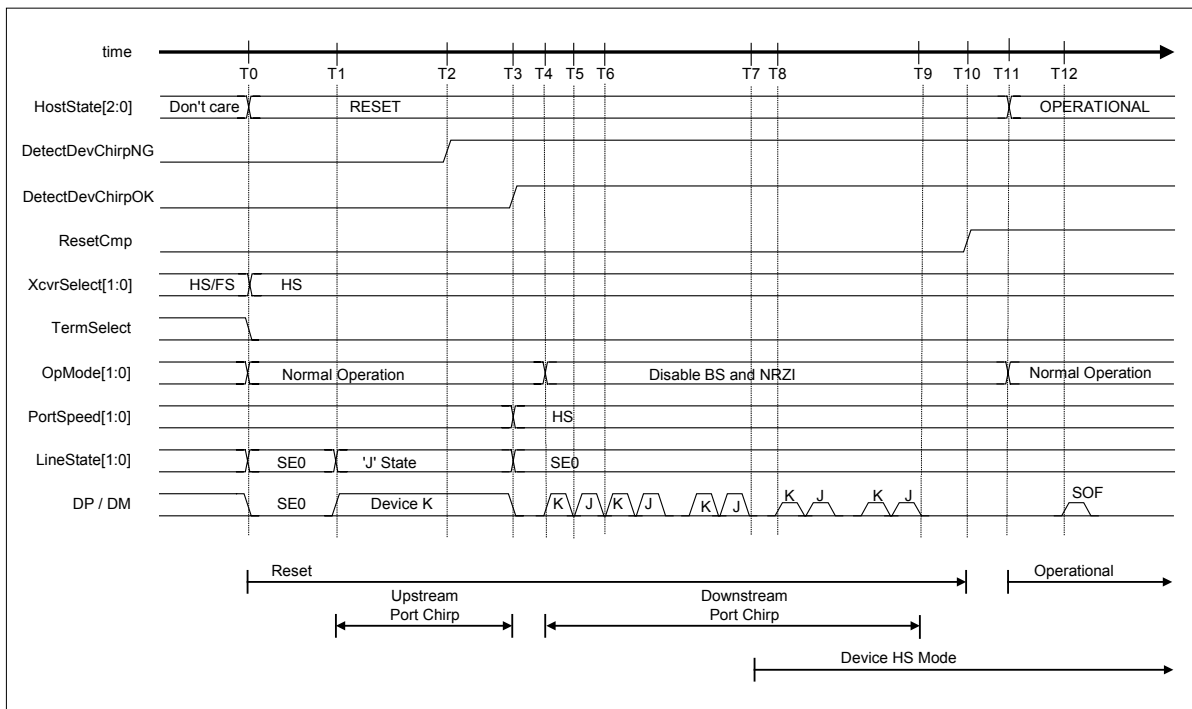 time
T0 T1 T2 T3 T4 T5 T6 T7 T8 T9 T10 T11 T12
HostState[2:0] Don't care RESET OPERATIONAL
DetectDevChirpNG
DetectDevChirpOK
ResetCmp
XcvrSelect[1:0] HS/FS HS
TermSelect
OpMode[1:0] Normal Operation Disable BS and NRZI Normal Operation
PortSpeed[1:0] HS
LineState[1:0] SE0 'J' State SE0
DP / DM SE0 Device K K J K J K J K J K J SOF
Reset Operational
Upstream Downstream
Port Chirp Port Chirp
Device HS Mode